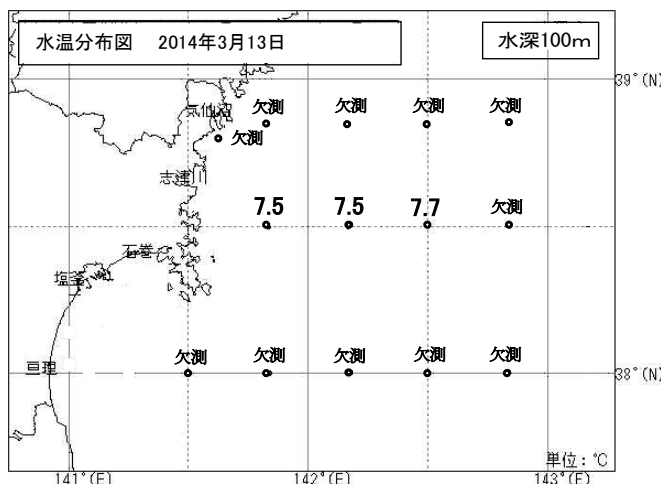 水温分布図 2014年3月13日
水深100m
39°(N)
気仙沼 欠測 欠測 欠測 欠測
欠測
志津川
7.5 7.5 7.7 欠測
石巻
塩釜
欠測 欠測 欠測 欠測 欠測
亘理
38°(N)
単位：℃
141°(E) 142°(E) 143°(E)